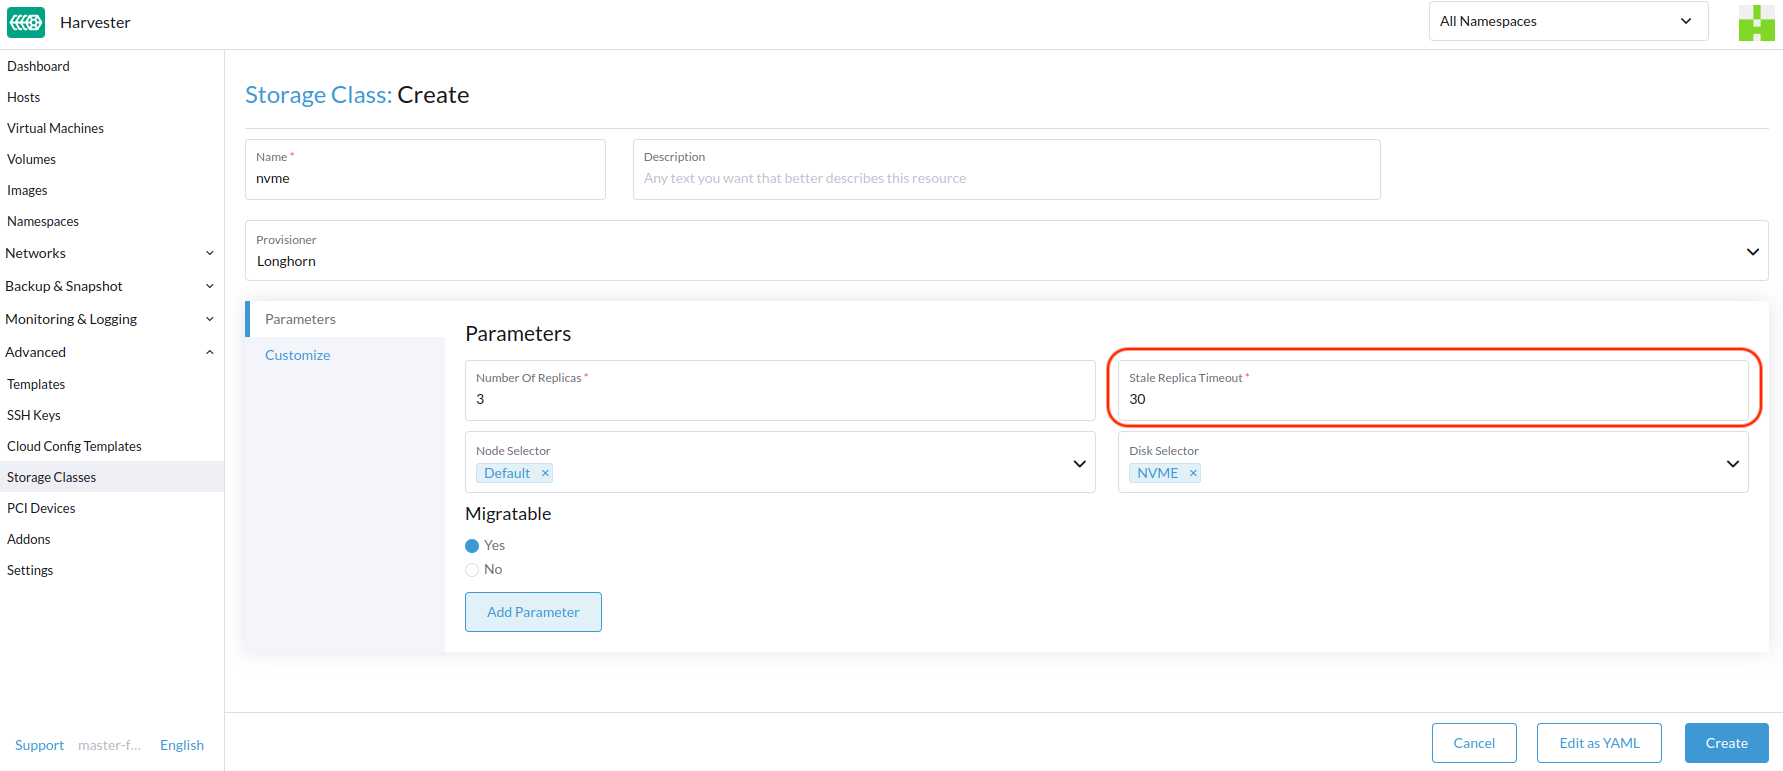 Harvester
All Namespaces
Dashboard
Hosts
Virtual Machines
Volumes
Images
Namespaces
Networks
Backup & Snapshot
Monitoring & Logging
Advanced
Templates
SSH Keys
Cloud Config Templates
Storage Classes
PCI Devices
Addons
Settings
Support master-f... English
Storage Class: Create
Name *
nvme
Description
Any text you want that better describes this resource
Provisioner
Longhorn
Parameters
Customize
Parameters
Number Of Replicas *
3
Stale Replica Timeout *
30
Node Selector
Default ×
Disk Selector
NVME ×
Migratable
Yes
No
Add Parameter
Cancel
Edit as YAML
Create